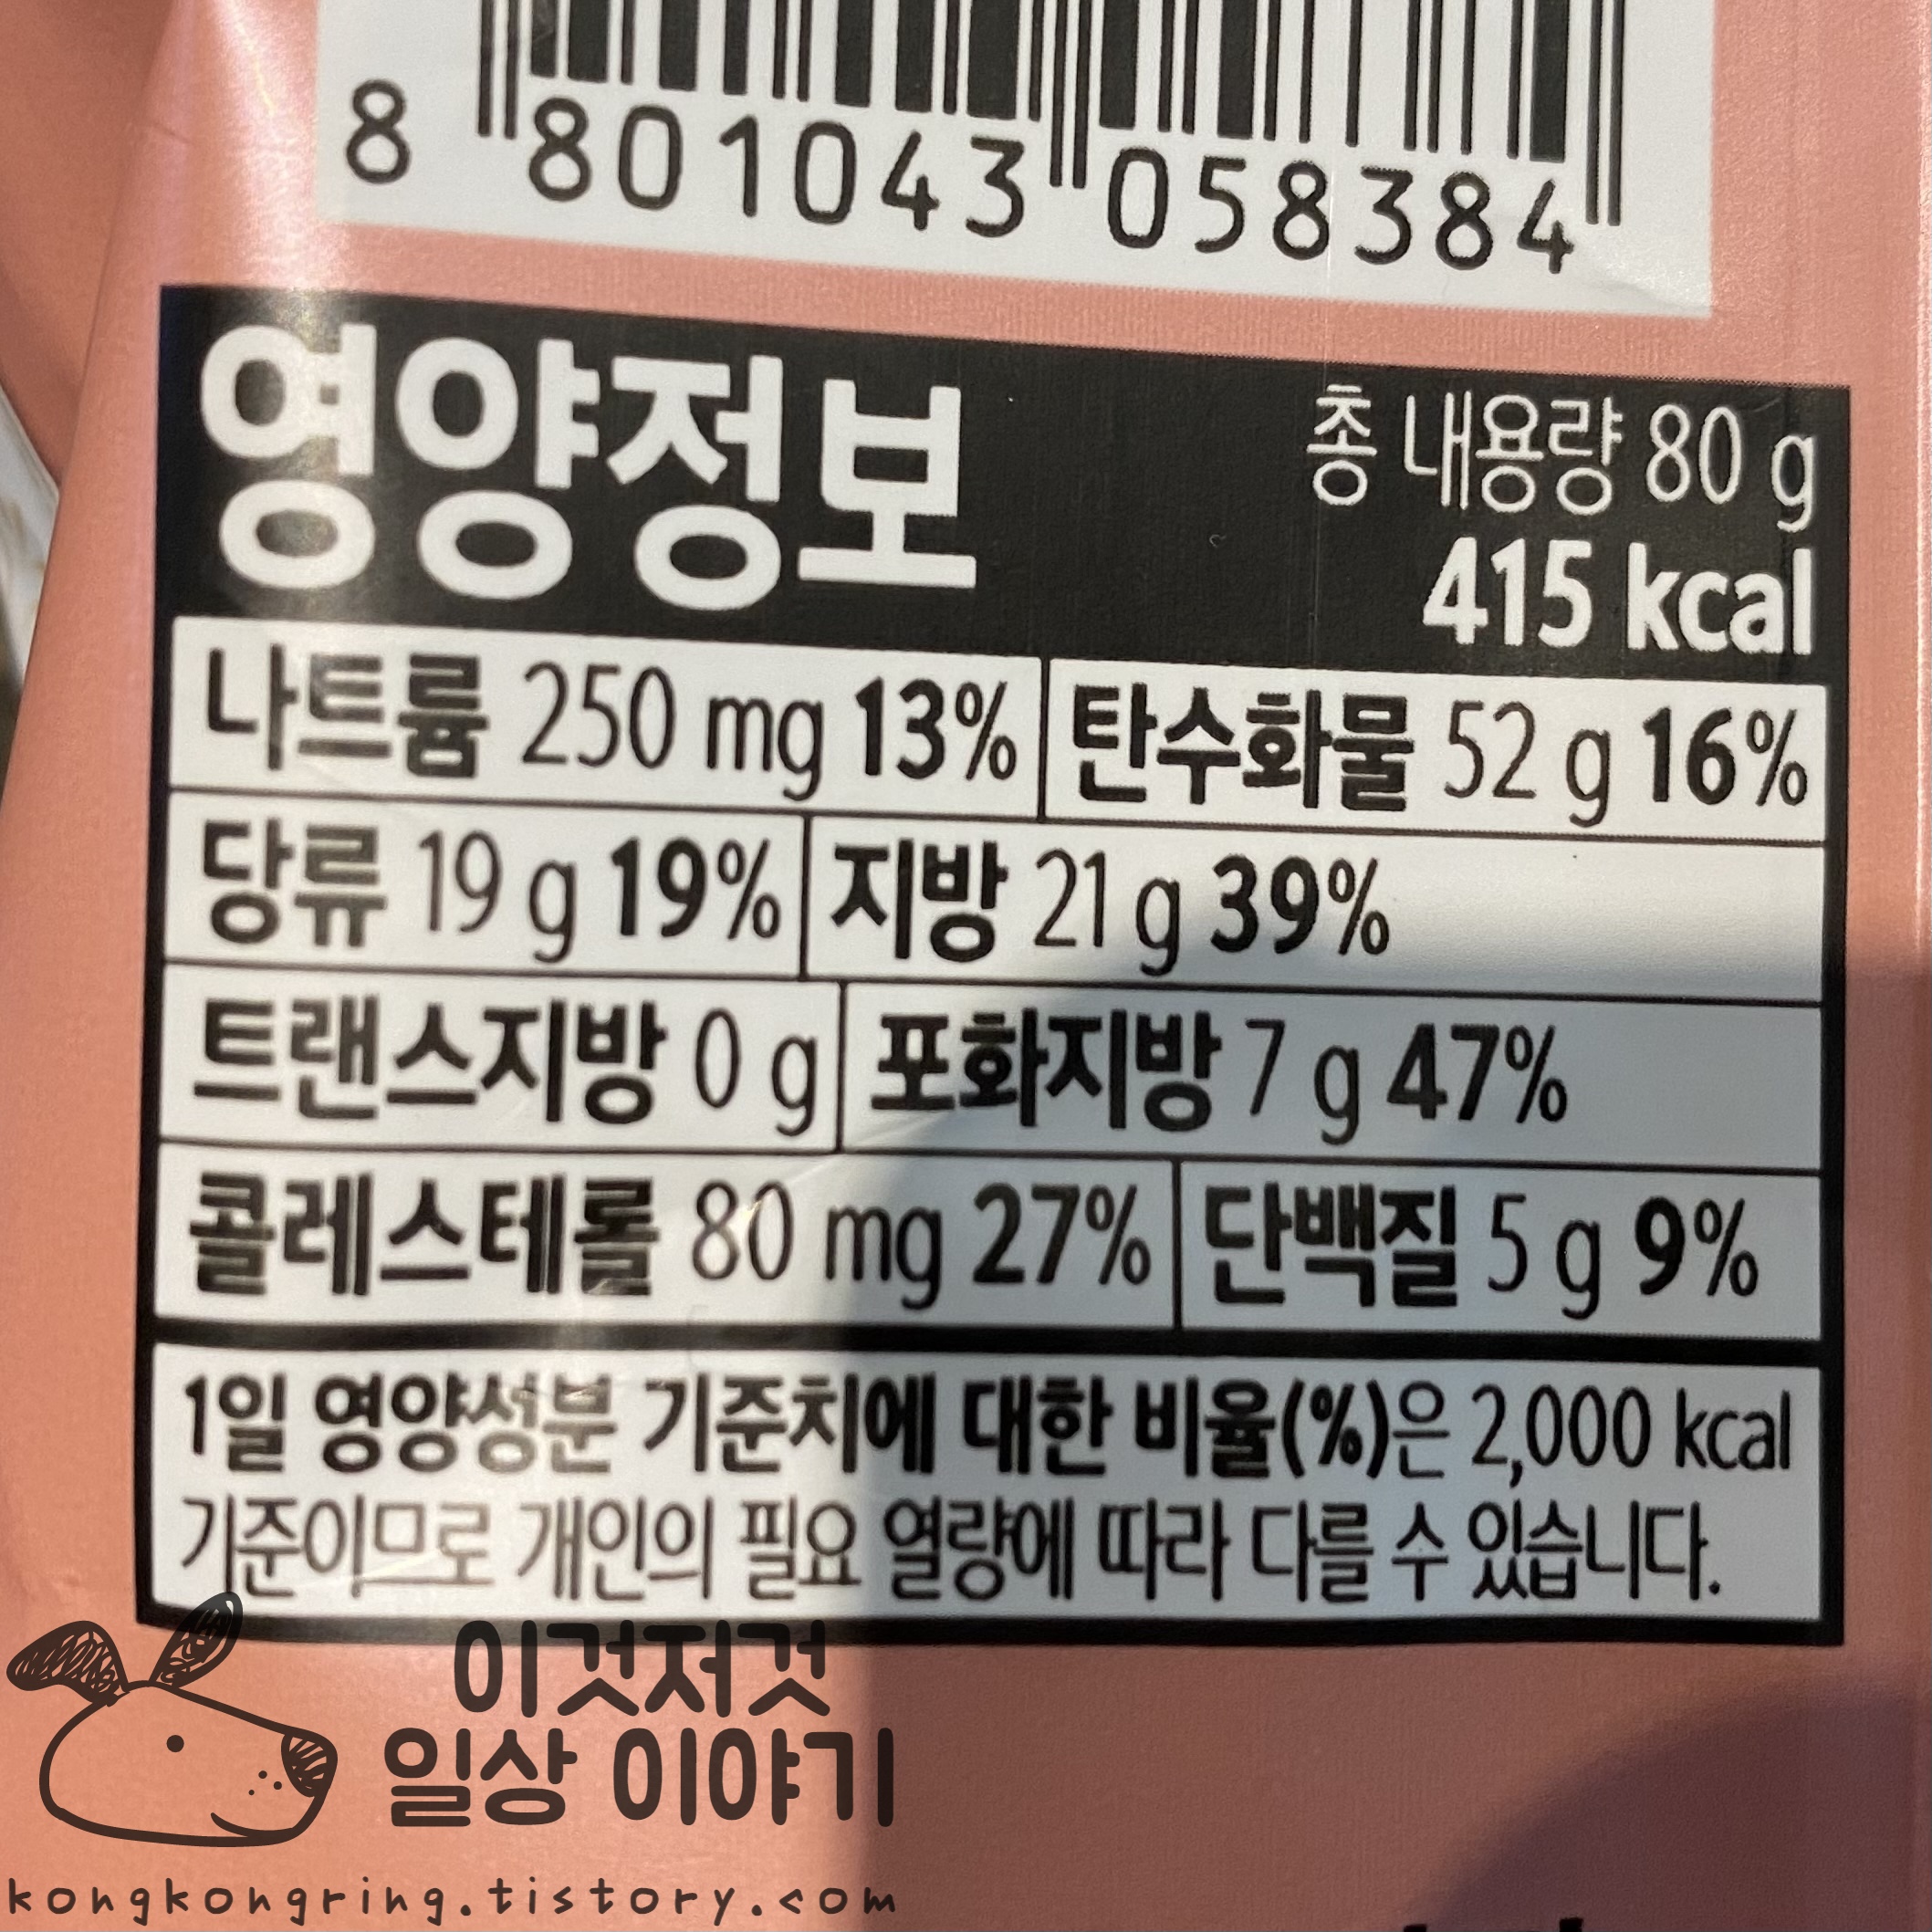 8 801043 058384
영양정보
총 내용량 80 g
415 kcal
나트륨 250 mg 13% 탄수화물 52 g 16%
당류 19 g 19% 지방 21 g 39%
트랜스지방 0 g 포화지방 7 g 47%
콜레스테롤 80 mg 27% 단백질 5 g 9%
1일 영양성분 기준치에 대한 비율(%)은 2,000 kcal
기준이므로 개인의 필요 열량에 따라 다를 수 있습니다.
이것저것
일상 이야기
kongkongring.tistory.com